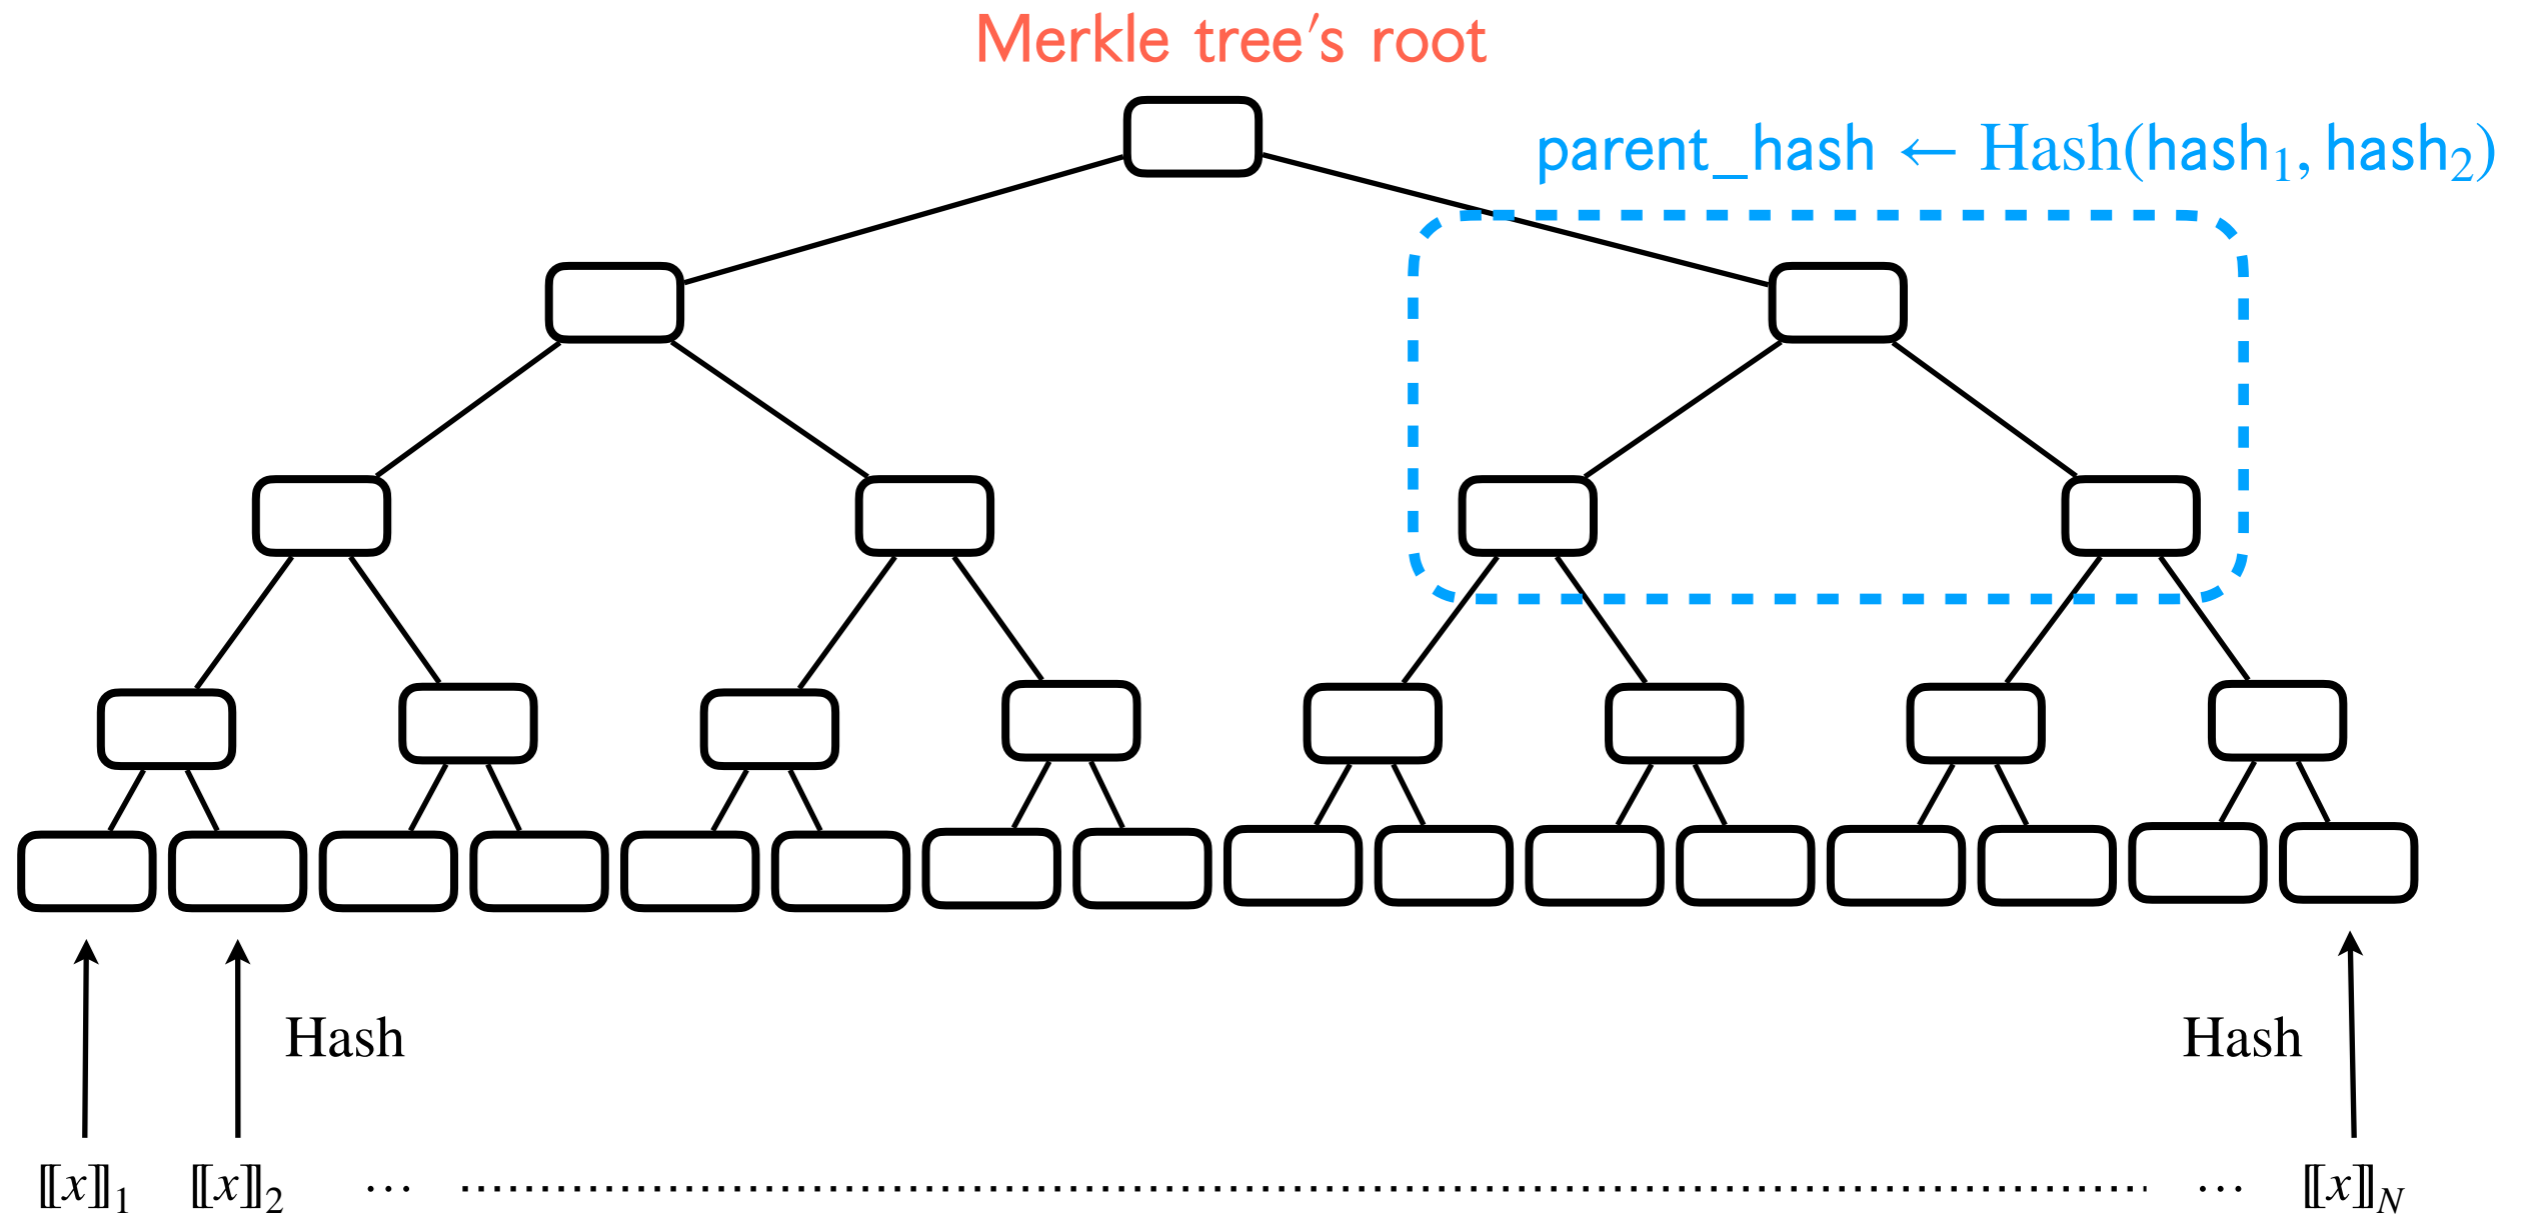 Merkle tree's root
parent_hash ← Hash(hash₁, hash₂)
Hash
Hash
⟦x⟧₁ ⟦x⟧₂ ... ... ⟦x⟧_N